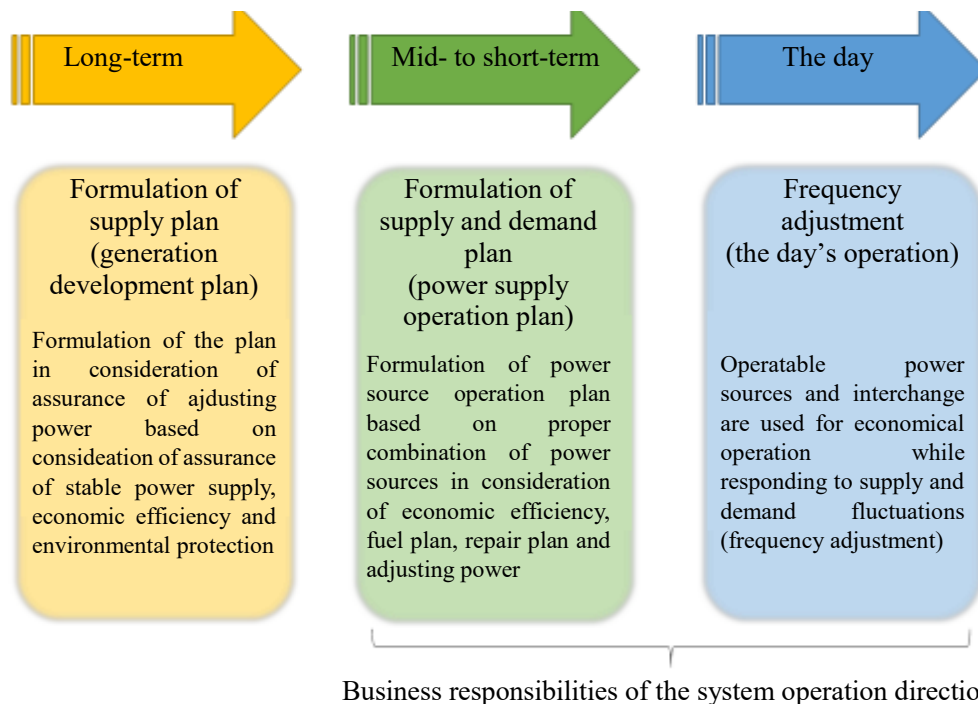 Long-term
Mid- to short-term
The day
Formulation of
supply plan
(generation
development plan)
Formulation of the plan
in consideration of
assurance of ajdusting
power based on
consideation of assurance
of stable power supply,
economic efficiency and
environmental protection
Formulation of
supply and demand
plan
(power supply
operation plan)
Formulation of power
source operation plan
based on proper
combination of power
sources in consideration
of economic efficiency,
fuel plan, repair plan and
adjusting power
Frequency
adjustment
(the day's operation)
Operatable power
sources and interchange
are used for economical
operation while
responding to supply and
demand fluctuations
(frequency adjustment)
Business responsibilities of the system operation directio